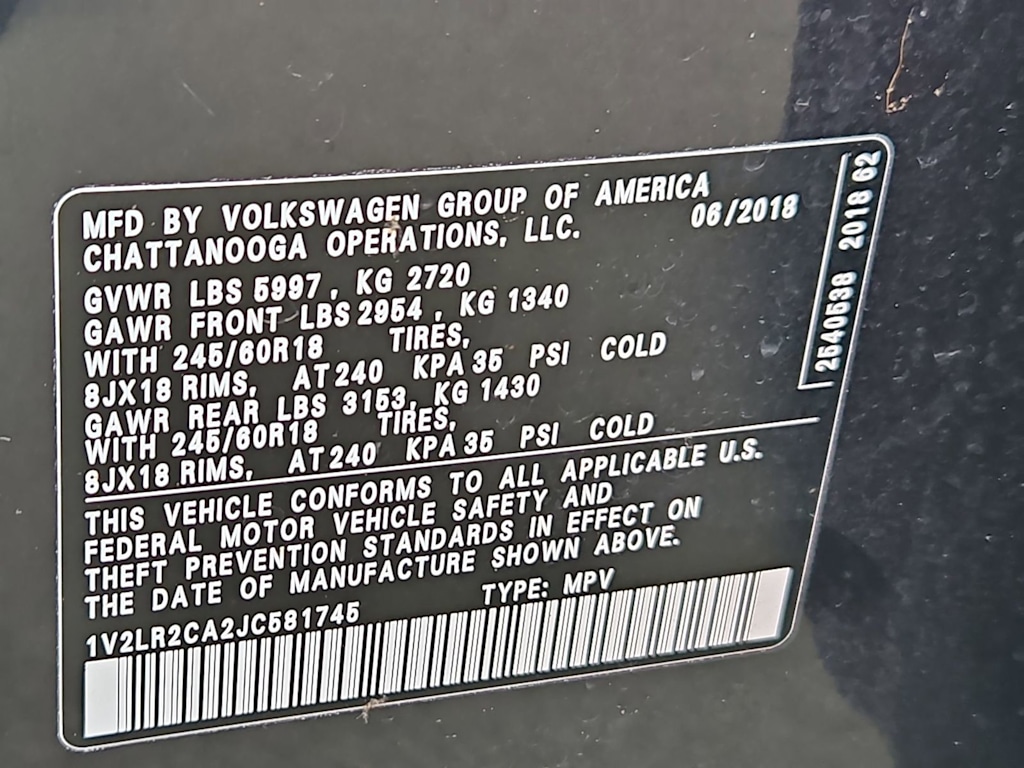 MFD BY VOLKSWAGEN GROUP OF AMERICA
CHATTANOOGA OPERATIONS, LLC. 06/2018
GVWR LBS 5997, KG 2720
GAWR FRONT LBS 2954, KG 1340
WITH 245/60R18 TIRES,
8JX18 RIMS, AT 240 KPA 35 PSI COLD
GAWR REAR LBS 3153, KG 1430
WITH 245/60R18 TIRES,
8JX18 RIMS, AT 240 KPA 35 PSI COLD
THIS VEHICLE CONFORMS TO ALL APPLICABLE U.S.
FEDERAL MOTOR VEHICLE SAFETY AND
THEFT PREVENTION STANDARDS IN EFFECT ON
THE DATE OF MANUFACTURE SHOWN ABOVE.
1V2LR2CA2JC581745 TYPE: MPV
2540538 2018 62